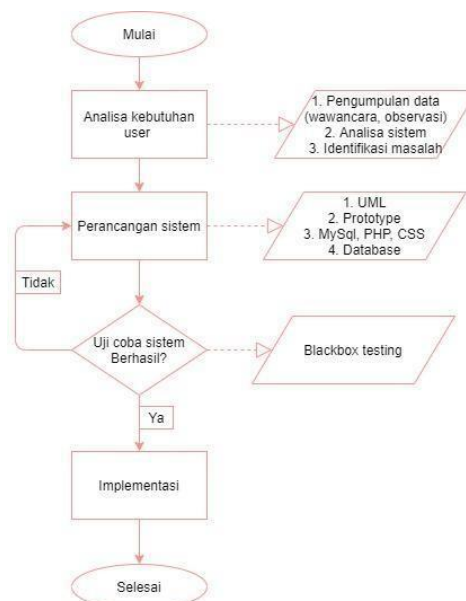 Mulai
Analisa kebutuhan
user
1. Pengumpulan data
(wawancara, observasi)
2. Analisa sistem
3. Identifikasi masalah
Perancangan sistem
1. UML
2. Prototype
3. MySql, PHP, CSS
4. Database
Tidak
Uji coba sistem
Berhasil?
Blackbox testing
Ya
Implementasi
Selesai